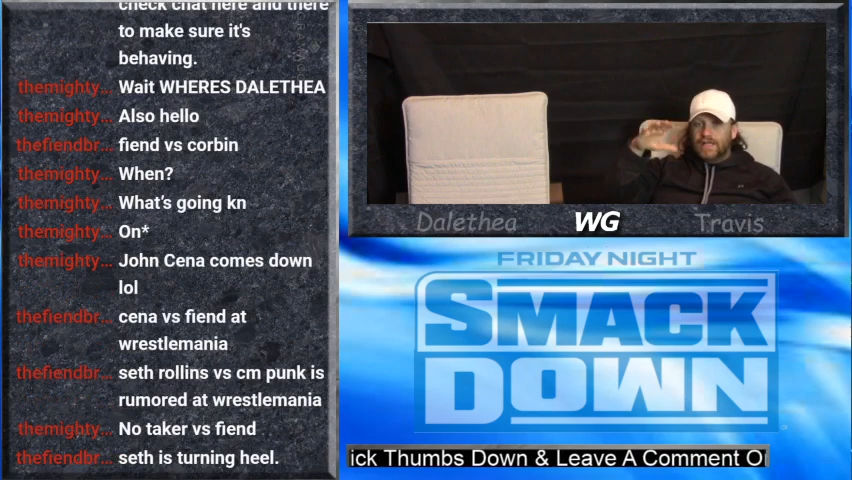 check chat here and there
to make sure it's
behaving.
themighty... Wait WHERES DALETHEA
themighty... Also hello
thefiendbr... fiend vs corbin
themighty... When?
themighty... What's going kn
themighty... On*
themighty... John Cena comes down
lol
thefiendbr... cena vs fiend at
wrestlemania
thefiendbr... seth rollins vs cm punk is
rumored at wrestlemania
themighty... No taker vs fiend
thefiendbr... seth is turning heel.
Dalethea WG Travis
FRIDAY NIGHT
SMACK
DOWN
ick Thumbs Down & Leave A Comment O